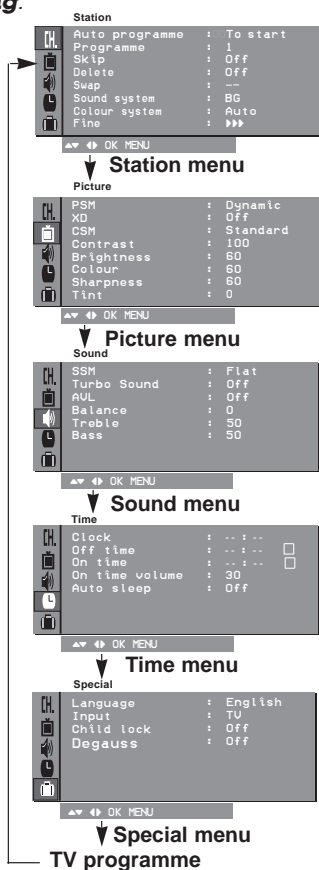 g.
Station
CH.
Auto programme : To start
Programme : 1
Skip : Off
Delete : Off
Swap : --
Sound system : BG
Colour system : Auto
Fine : ▶▶▶
▲▼ ◀▶ OK MENU
Station menu
Picture
CH.
PSM : Dynamic
XD : Off
CSM : Standard
Contrast : 100
Brightness : 60
Colour : 60
Sharpness : 60
Tint : 0
▲▼ ◀▶ OK MENU
Picture menu
Sound
CH.
SSM : Flat
Turbo Sound : Off
AVL : Off
Balance : 0
Treble : 50
Bass : 50
▲▼ ◀▶ OK MENU
Sound menu
Time
CH.
Clock : -- : --
Off time : -- : -- □
On time : -- : -- □
On time volume : 30
Auto sleep : Off
▲▼ ◀▶ OK MENU
Time menu
Special
CH.
Language : English
Input : TV
Child lock : Off
Degauss : Off
▲▼ ◀▶ OK MENU
Special menu
TV programme